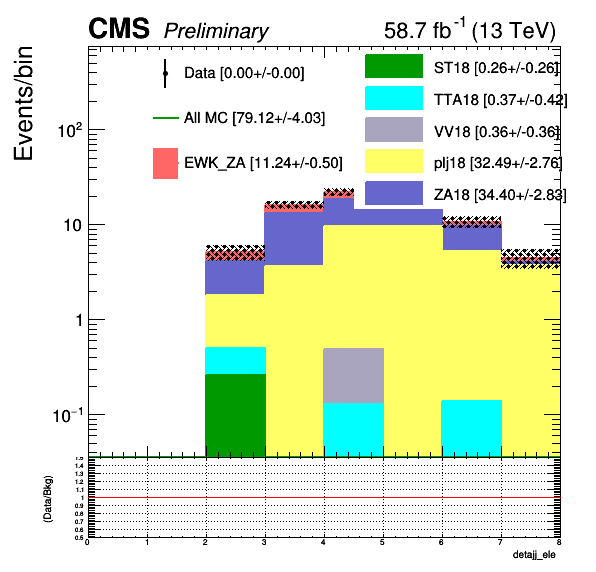 CMS Preliminary 58.7 fb⁻¹ (13 TeV)
Events/bin
Data [0.00+/-0.00]
All MC [79.12+/-4.03]
EWK_ZA [11.24+/-0.50]
ST18 [0.26+/-0.26]
TTA18 [0.37+/-0.42]
VV18 [0.36+/-0.36]
plj18 [32.49+/-2.76]
ZA18 [34.40+/-2.83]
10²
10
1
10⁻¹
(Data/Bkg)
1.5
1.4
1.3
1.2
1.1
1
0.9
0.8
0.7
0.6
0.5
0 1 2 3 4 5 6 7 8
detajj_ele